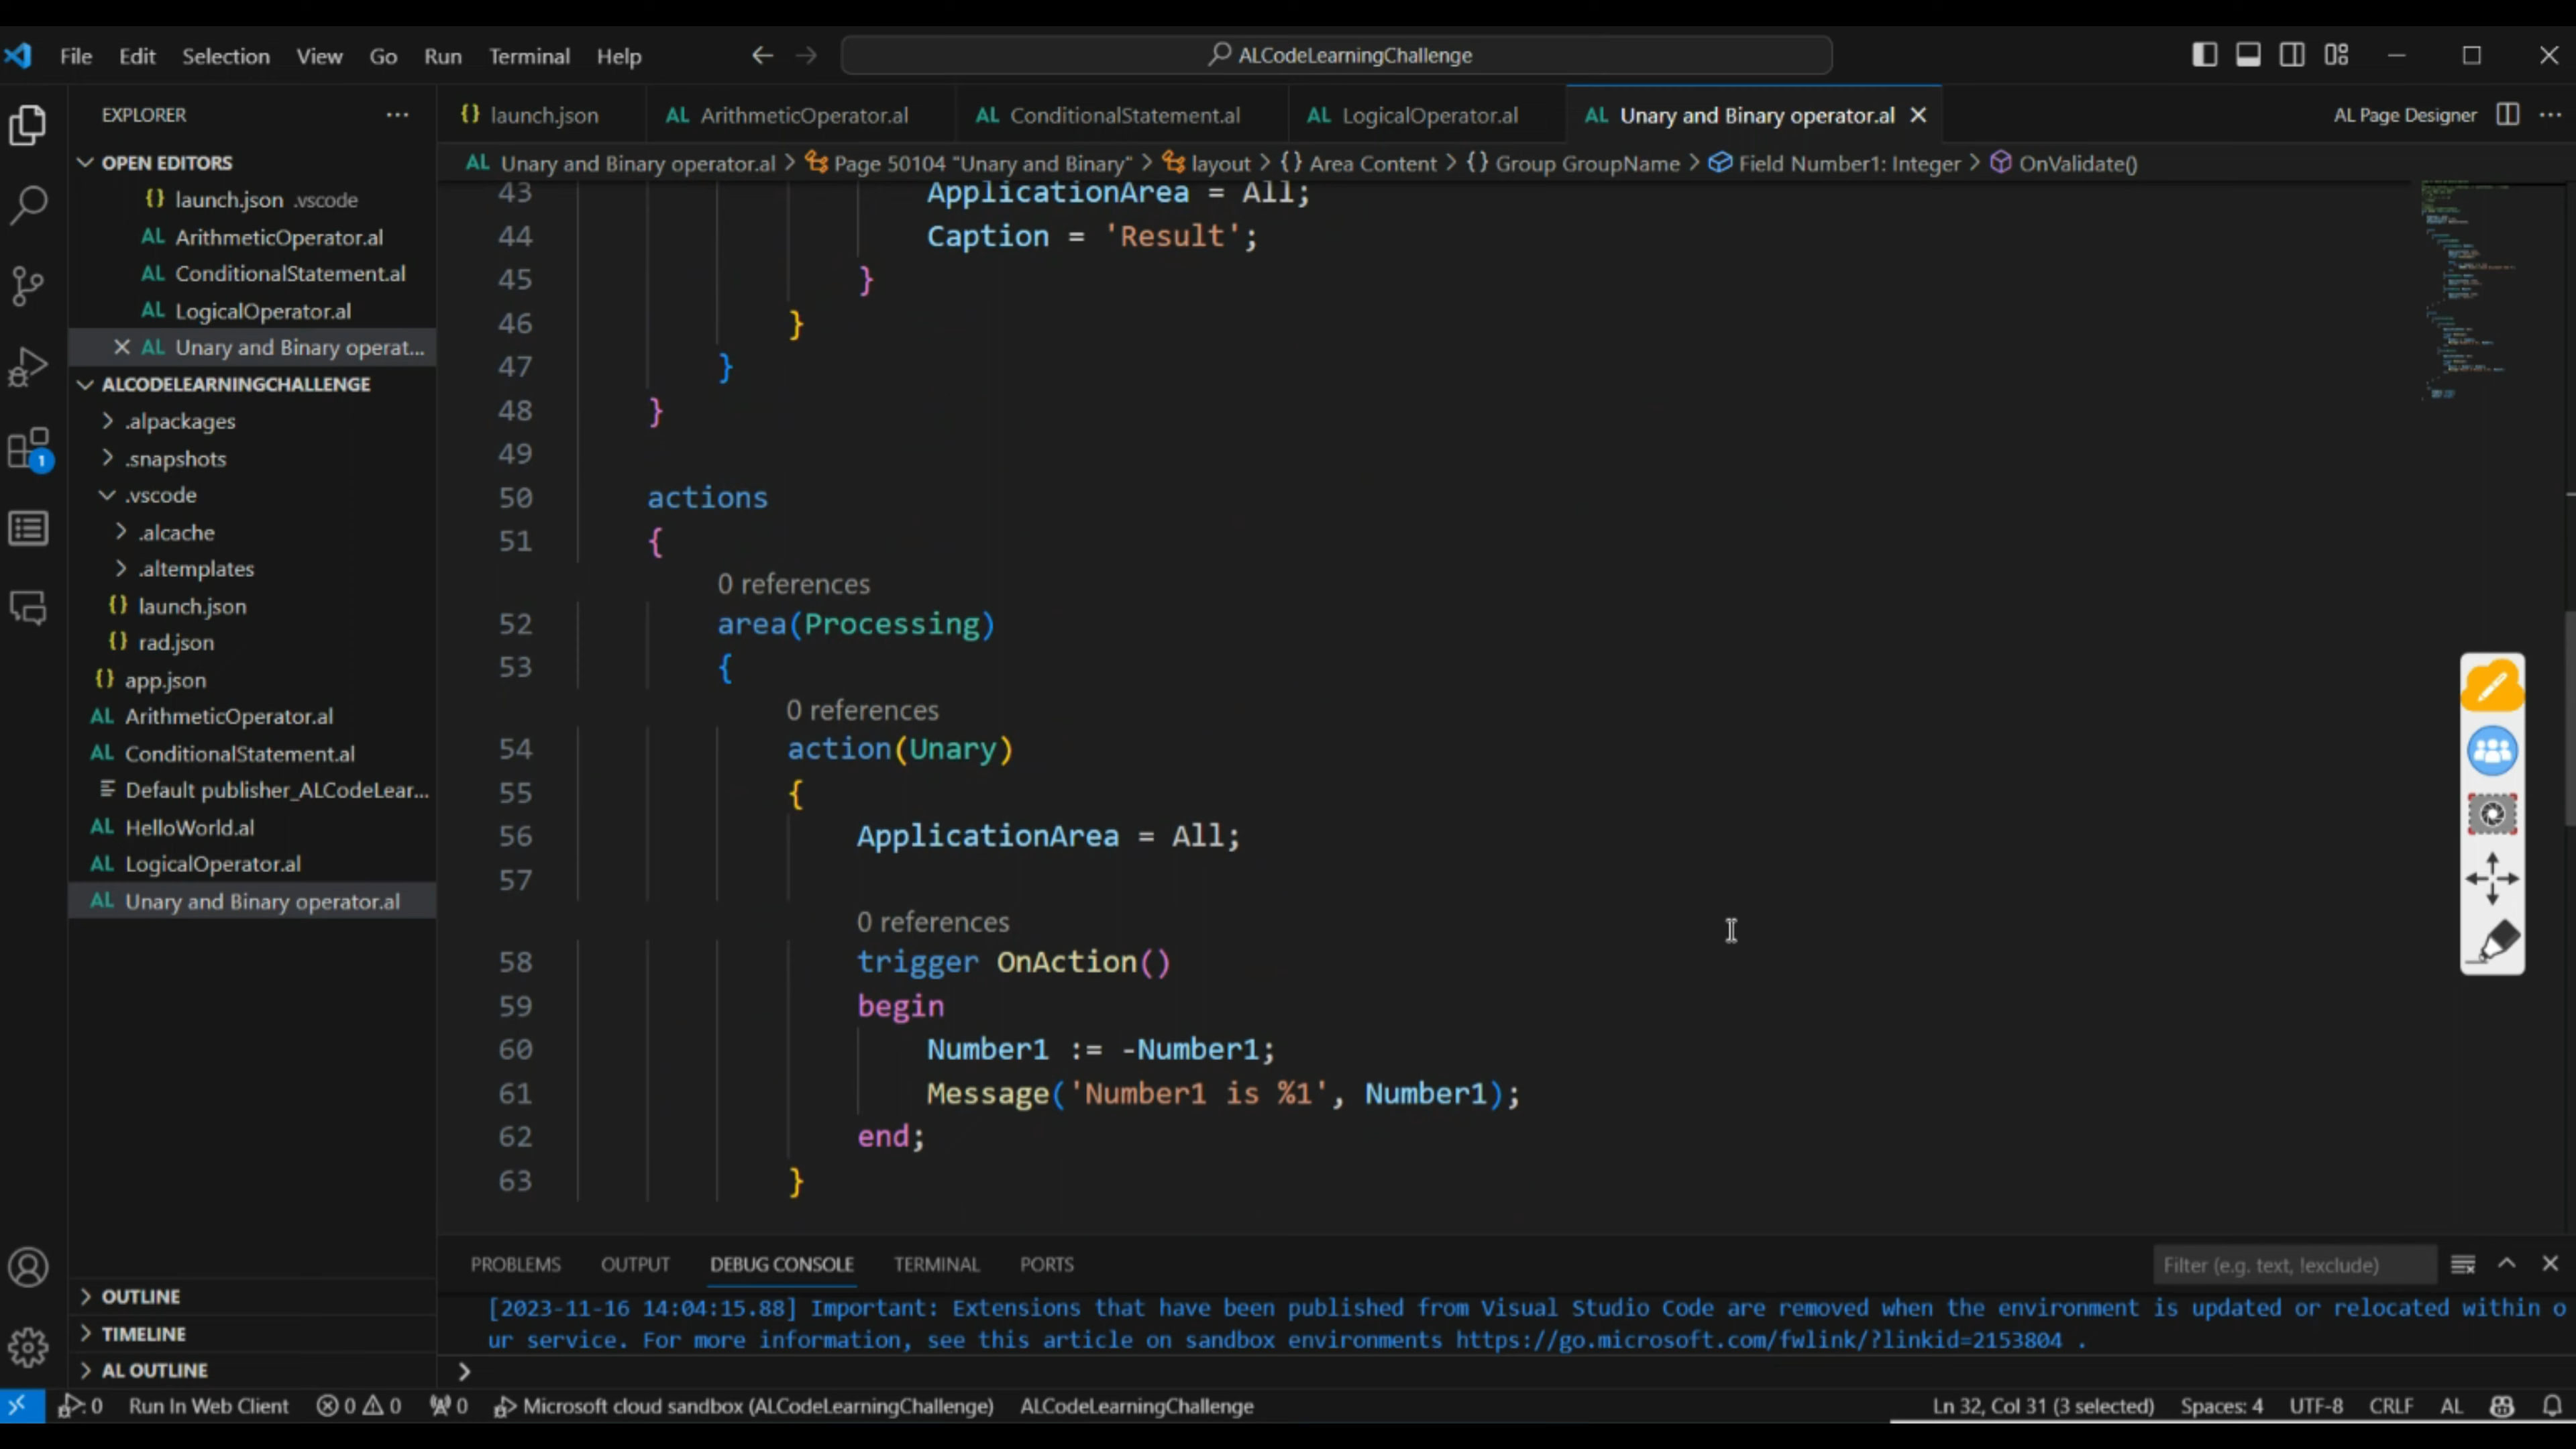 File Edit Selection View Go Run Terminal Help ALCodeLearningChallenge
EXPLORER
OPEN EDITORS
launch.json .vscode
ArithmeticOperator.al
ConditionalStatement.al
LogicalOperator.al
Unary and Binary operat...
ALCODELEARNINGCHALLENGE
.alpackages
.snapshots
.vscode
.alcache
.altemplates
launch.json
rad.json
app.json
ArithmeticOperator.al
ConditionalStatement.al
Default publisher_ALCodeLear...
HelloWorld.al
LogicalOperator.al
Unary and Binary operator.al
OUTLINE
TIMELINE
AL OUTLINE
launch.json ArithmeticOperator.al ConditionalStatement.al LogicalOperator.al Unary and Binary operator.al AL Page Designer
AL Unary and Binary operator.al > Page 50104 "Unary and Binary" > layout > {} Area Content > {} Group GroupName > Field Number1: Integer > OnValidate()
43 ApplicationArea = All;
44 Caption = 'Result';
45 }
46 }
47 }
48 }
49
50 actions
51 {
0 references
52 area(Processing)
53 {
0 references
54 action(Unary)
55 {
56 ApplicationArea = All;
57
0 references
58 trigger OnAction()
59 begin
60 Number1 := -Number1;
61 Message('Number1 is %1', Number1);
62 end;
63 }
PROBLEMS OUTPUT DEBUG CONSOLE TERMINAL PORTS Filter (e.g. text, !exclude)
[2023-11-16 14:04:15.88] Important: Extensions that have been published from Visual Studio Code are removed when the environment is updated or relocated within o
ur service. For more information, see this article on sandbox environments https://go.microsoft.com/fwlink/?linkid=2153804 .
0 Run In Web Client 0 0 0 Microsoft cloud sandbox (ALCodeLearningChallenge) ALCodeLearningChallenge Ln 32, Col 31 (3 selected) Spaces: 4 UTF-8 CRLF AL